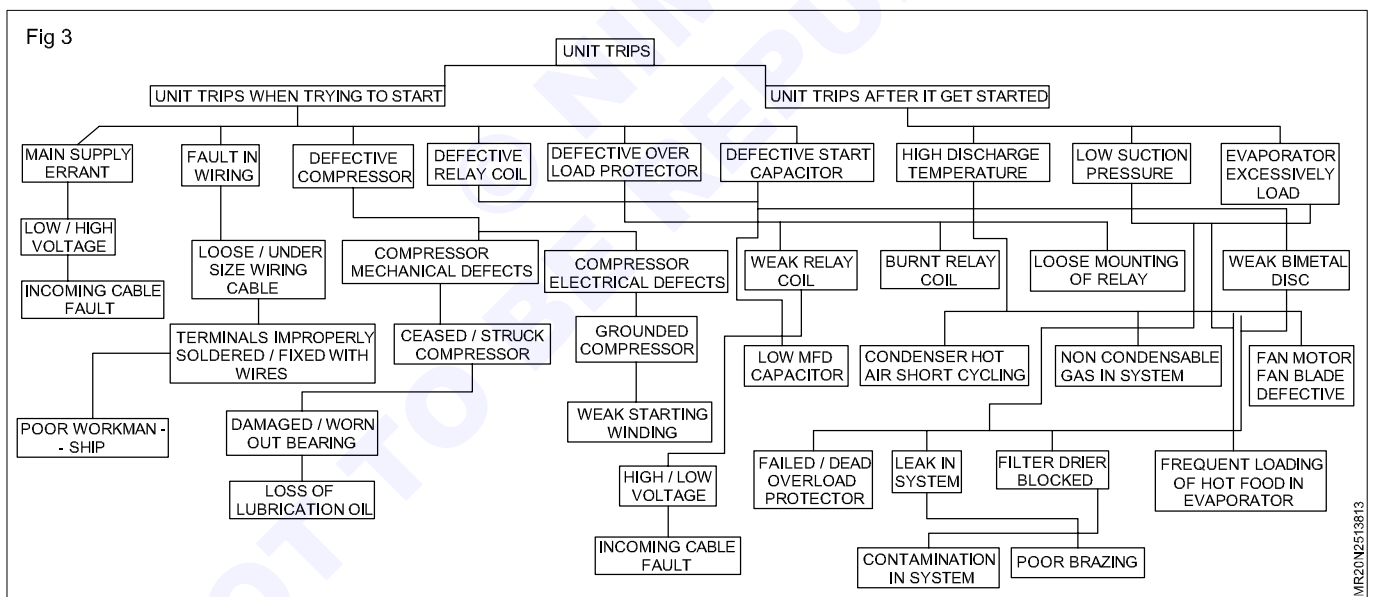 Fig 3
UNIT TRIPS
UNIT TRIPS WHEN TRYING TO START
UNIT TRIPS AFTER IT GET STARTED
MAIN SUPPLY
ERRANT
FAULT IN
WIRING
DEFECTIVE
COMPRESSOR
DEFECTIVE
RELAY COIL
DEFECTIVE OVER
LOAD PROTECTOR
DEFECTIVE START
CAPACITOR
HIGH DISCHARGE
TEMPERATURE
LOW SUCTION
PRESSURE
EVAPORATOR
EXCESSIVELY
LOAD
LOW / HIGH
VOLTAGE
LOOSE / UNDER
SIZE WIRING
CABLE
COMPRESSOR
MECHANICAL DEFECTS
COMPRESSOR
ELECTRICAL DEFECTS
WEAK RELAY
COIL
BURNT RELAY
COIL
LOOSE MOUNTING
OF RELAY
WEAK BIMETAL
DISC
INCOMING CABLE
FAULT
TERMINALS IMPROPERLY
SOLDERED / FIXED WITH
WIRES
CEASED / STRUCK
COMPRESSOR
GROUNDED
COMPRESSOR
LOW MFD
CAPACITOR
CONDENSER HOT
AIR SHORT CYCLING
NON CONDENSABLE
GAS IN SYSTEM
FAN MOTOR
FAN BLADE
DEFECTIVE
POOR WORKMAN -
- SHIP
DAMAGED / WORN
OUT BEARING
WEAK STARTING
WINDING
FAILED / DEAD
OVERLOAD
PROTECTOR
LEAK IN
SYSTEM
FILTER DRIER
BLOCKED
FREQUENT LOADING
OF HOT FOOD IN
EVAPORATOR
LOSS OF
LUBRICATION OIL
HIGH / LOW
VOLTAGE
INCOMING CABLE
FAULT
CONTAMINATION
IN SYSTEM
POOR BRAZING
MR20N2513813
© NIM
NOT TO BE REPU